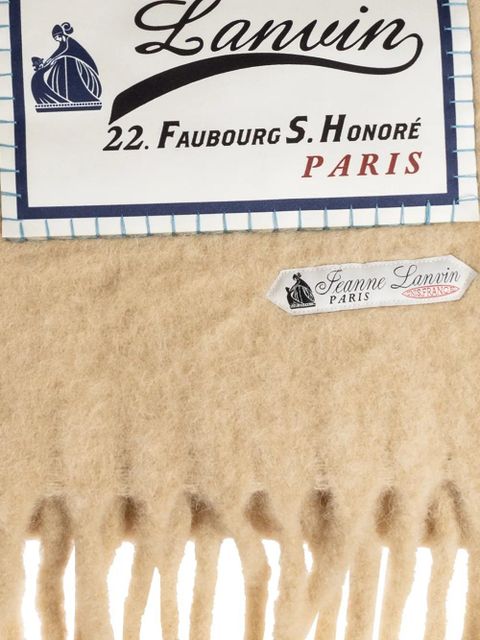 Lanvin
22. FAUBOURG S. HONORÉ
PARIS
Jeanne Lanvin
PARIS